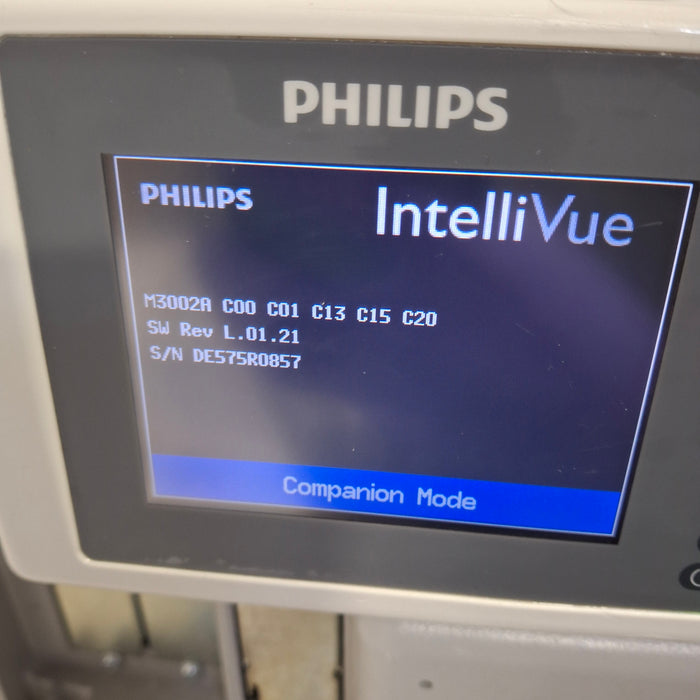 PHILIPS
PHILIPS
IntelliVue
M3002A C00 C01 C13 C15 C20
SW Rev L.01.21
S/N DE575R0857
Companion Mode